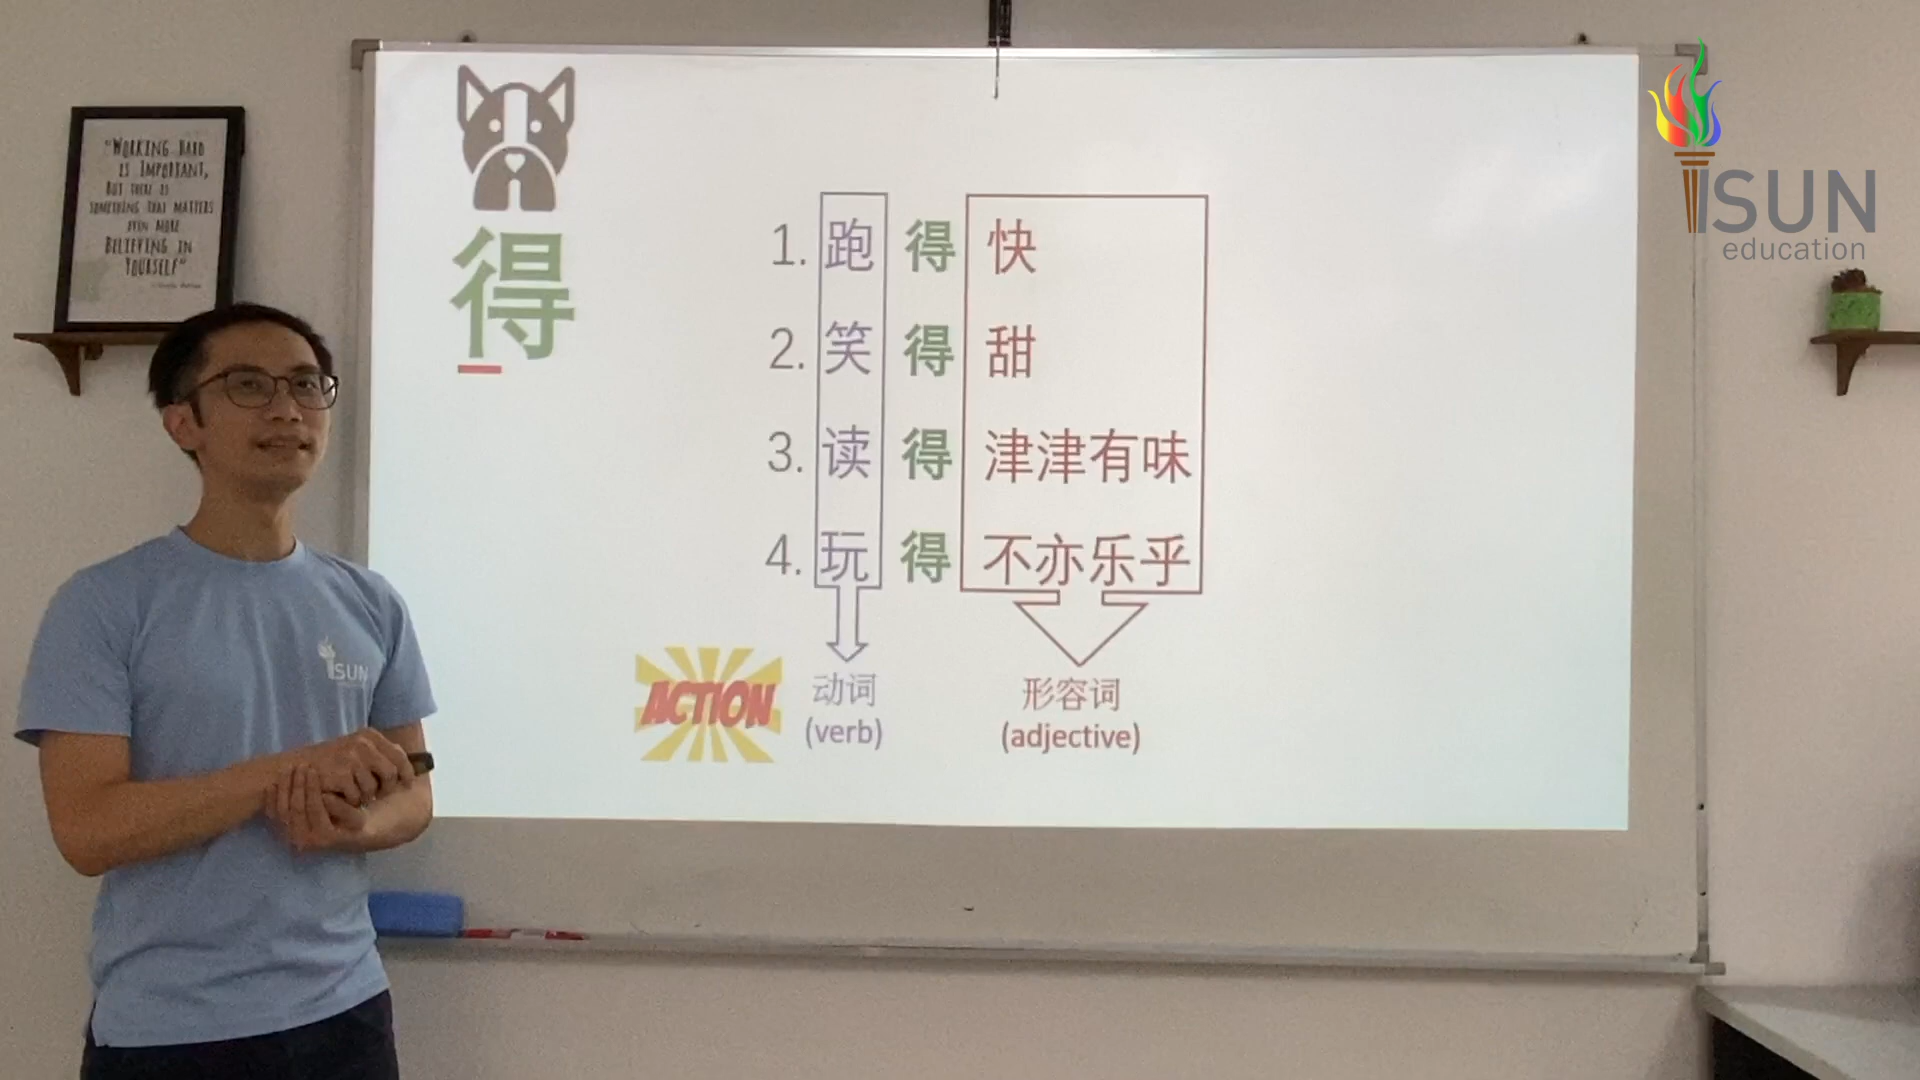 "WORKING HARD
IS IMPORTANT,
BUT THERE IS
SOMETHING THAT MATTERS
EVEN MORE
BELIEVING IN
YOURSELF"
得
1. 跑 得 快
2. 笑 得 甜
3. 读 得 津津有味
4. 玩 得 不亦乐乎
ACTION
动词
(verb)
形容词
(adjective)
iSUN
education
iSUN